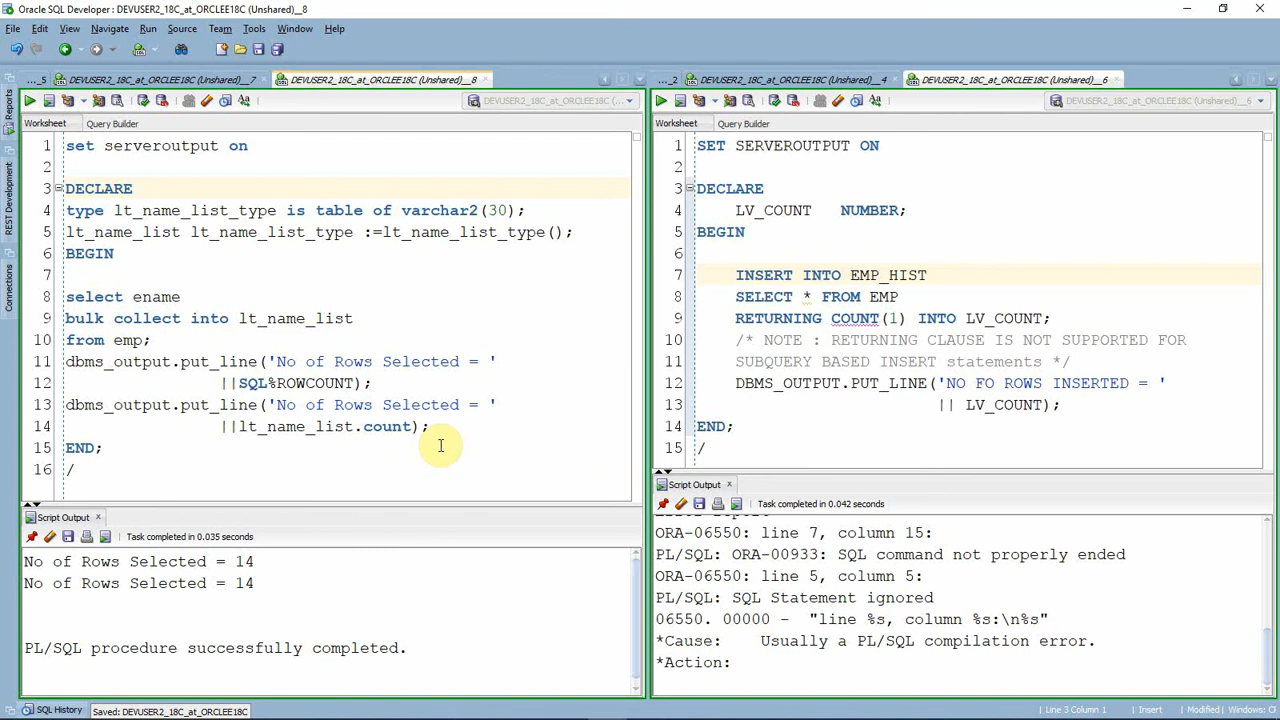 Oracle SQL Developer: DEVUSER2_18C_at_ORCLEE18C (Unshared)__8
File Edit View Navigate Run Source Team Tools Window Help
..._5 DEVUSER2_18C_at_ORCLEE18C (Unshared)__7 DEVUSER2_18C_at_ORCLEE18C (Unshared)__8
DEVUSER2_18C_at_ORCLEE18C (...
Worksheet Query Builder
1 set serveroutput on
2
3 DECLARE
4 type lt_name_list_type is table of varchar2(30);
5 lt_name_list lt_name_list_type :=lt_name_list_type();
6 BEGIN
7
8 select ename
9 bulk collect into lt_name_list
10 from emp;
11 dbms_output.put_line('No of Rows Selected = '
12 ||SQL%ROWCOUNT);
13 dbms_output.put_line('No of Rows Selected = '
14 ||lt_name_list.count);
15 END;
16 /
Script Output
Task completed in 0.035 seconds
No of Rows Selected = 14
No of Rows Selected = 14
PL/SQL procedure successfully completed.
..._2 DEVUSER2_18C_at_ORCLEE18C (Unshared)__4 DEVUSER2_18C_at_ORCLEE18C (Unshared)__6
DEVUSER2_18C_at_ORCLEE18C (Unshared)__6
Worksheet Query Builder
1 SET SERVEROUTPUT ON
2
3 DECLARE
4 LV_COUNT NUMBER;
5 BEGIN
6
7 INSERT INTO EMP_HIST
8 SELECT * FROM EMP
9 RETURNING COUNT(1) INTO LV_COUNT;
10 /* NOTE : RETURNING CLAUSE IS NOT SUPPORTED FOR
11 SUBQUERY BASED INSERT statements */
12 DBMS_OUTPUT.PUT_LINE('NO FO ROWS INSERTED = '
13 || LV_COUNT);
14 END;
15 /
Script Output
Task completed in 0.042 seconds
ORA-06550: line 7, column 15:
PL/SQL: ORA-00933: SQL command not properly ended
ORA-06550: line 5, column 5:
PL/SQL: SQL Statement ignored
06550. 00000 - "line %s, column %s:\n%s"
*Cause: Usually a PL/SQL compilation error.
*Action:
Reports
REST Development
Connections
SQL History Saved: DEVUSER2_18C_at_ORCLEE18C
Line 3 Column 1 Insert Modified Windows: C